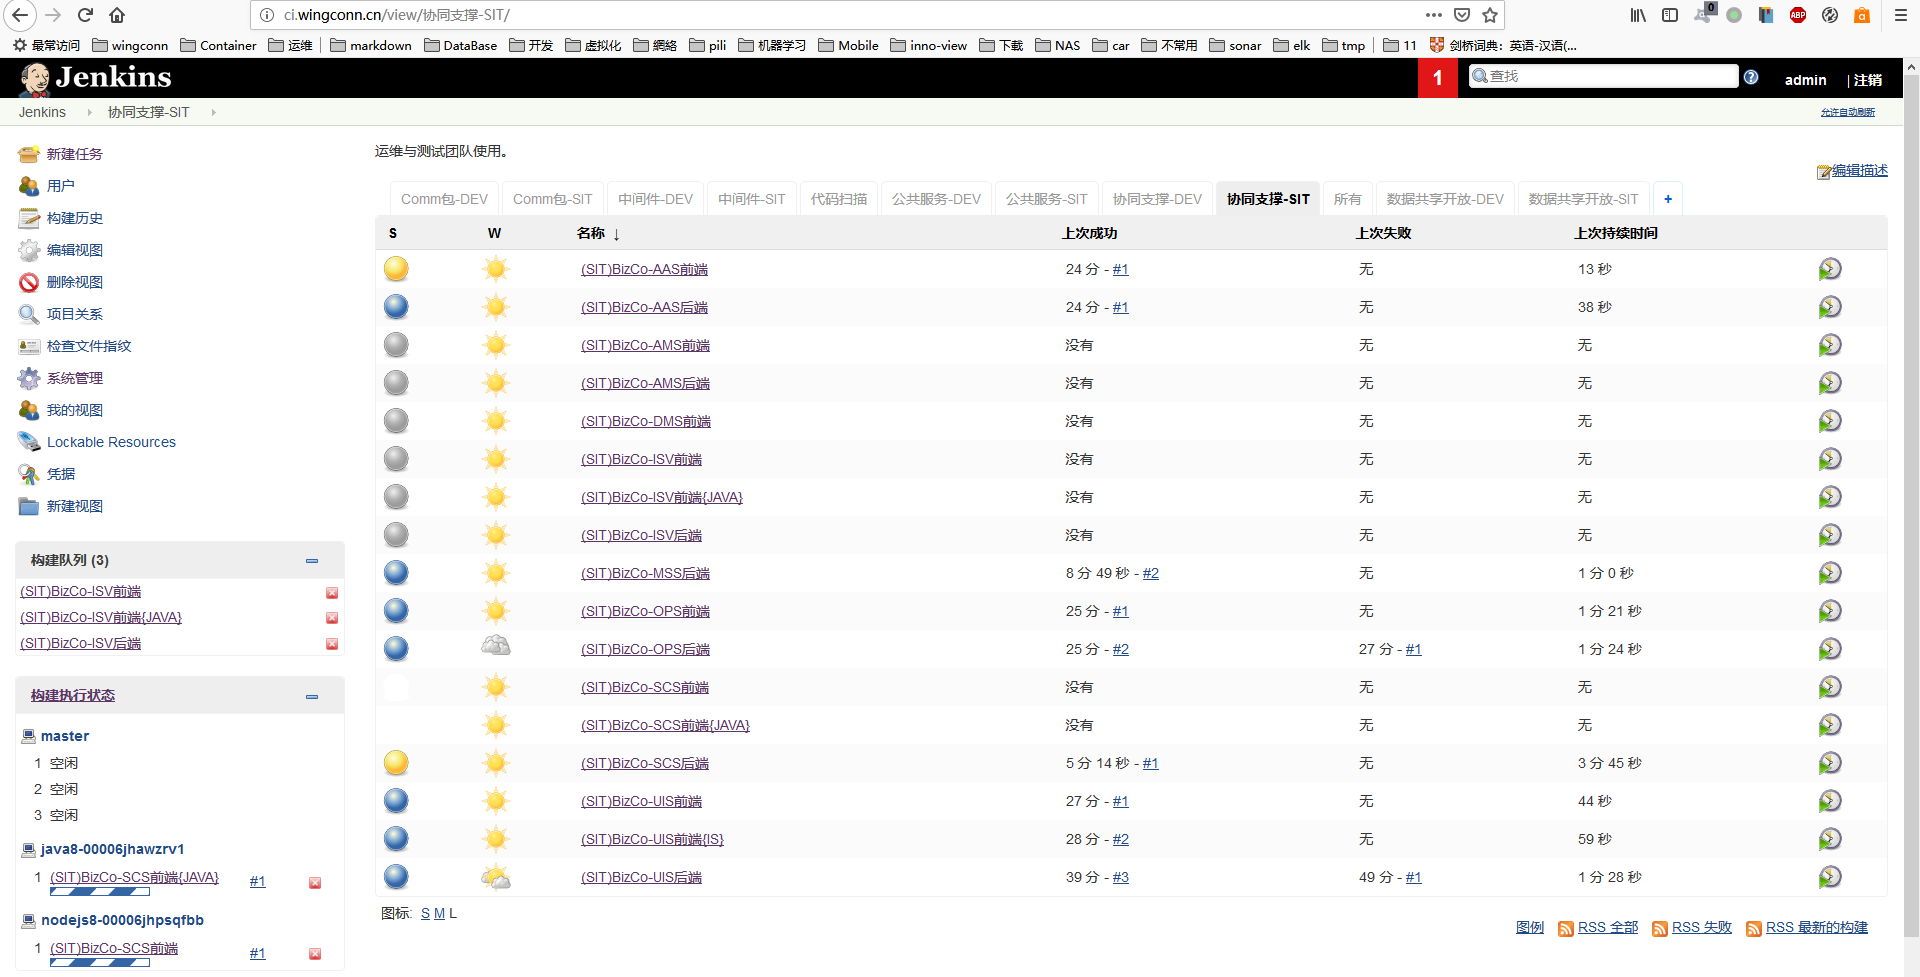 ci.wingconn.cn/view/协同支撑-SIT/
0
ABP
最常访问 wingconn Container 运维 markdown DataBase 开发 虚拟化 網絡 pili 机器学习 Mobile inno-view 下載 NAS car 不常用 sonar elk tmp 11 剑桥词典：英语-汉语(...
Jenkins 1 查找 admin | 注销
Jenkins 协同支撑-SIT 允许自动刷新
新建任务
用户
构建历史
编辑视图
删除视图
项目关系
检查文件指纹
系统管理
我的视图
Lockable Resources
凭据
新建视图
构建队列 (3)
(SIT)BizCo-ISV前端
(SIT)BizCo-ISV前端{JAVA}
(SIT)BizCo-ISV后端
构建执行状态
master
1 空闲
2 空闲
3 空闲
java8-00006jhawzrv1
1 (SIT)BizCo-SCS前端{JAVA} #1
nodejs8-00006jhpsqfbb
1 (SIT)BizCo-SCS前端 #1
运维与测试团队使用。
编辑描述
Comm包-DEV Comm包-SIT 中间件-DEV 中间件-SIT 代码扫描 公共服务-DEV 公共服务-SIT 协同支撑-DEV 协同支撑-SIT 所有 数据共享开放-DEV 数据共享开放-SIT +
S W 名称 ↓ 上次成功 上次失败 上次持续时间
(SIT)BizCo-AAS前端 24 分 - #1 无 13 秒
(SIT)BizCo-AAS后端 24 分 - #1 无 38 秒
(SIT)BizCo-AMS前端 没有 无 无
(SIT)BizCo-AMS后端 没有 无 无
(SIT)BizCo-DMS前端 没有 无 无
(SIT)BizCo-ISV前端 没有 无 无
(SIT)BizCo-ISV前端{JAVA} 没有 无 无
(SIT)BizCo-ISV后端 没有 无 无
(SIT)BizCo-MSS后端 8 分 49 秒 - #2 无 1 分 0 秒
(SIT)BizCo-OPS前端 25 分 - #1 无 1 分 21 秒
(SIT)BizCo-OPS后端 25 分 - #2 27 分 - #1 1 分 24 秒
(SIT)BizCo-SCS前端 没有 无 无
(SIT)BizCo-SCS前端{JAVA} 没有 无 无
(SIT)BizCo-SCS后端 5 分 14 秒 - #1 无 3 分 45 秒
(SIT)BizCo-UIS前端 27 分 - #1 无 44 秒
(SIT)BizCo-UIS前端{IS} 28 分 - #2 无 59 秒
(SIT)BizCo-UIS后端 39 分 - #3 49 分 - #1 1 分 28 秒
图标: S M L
图例 RSS 全部 RSS 失败 RSS 最新的构建